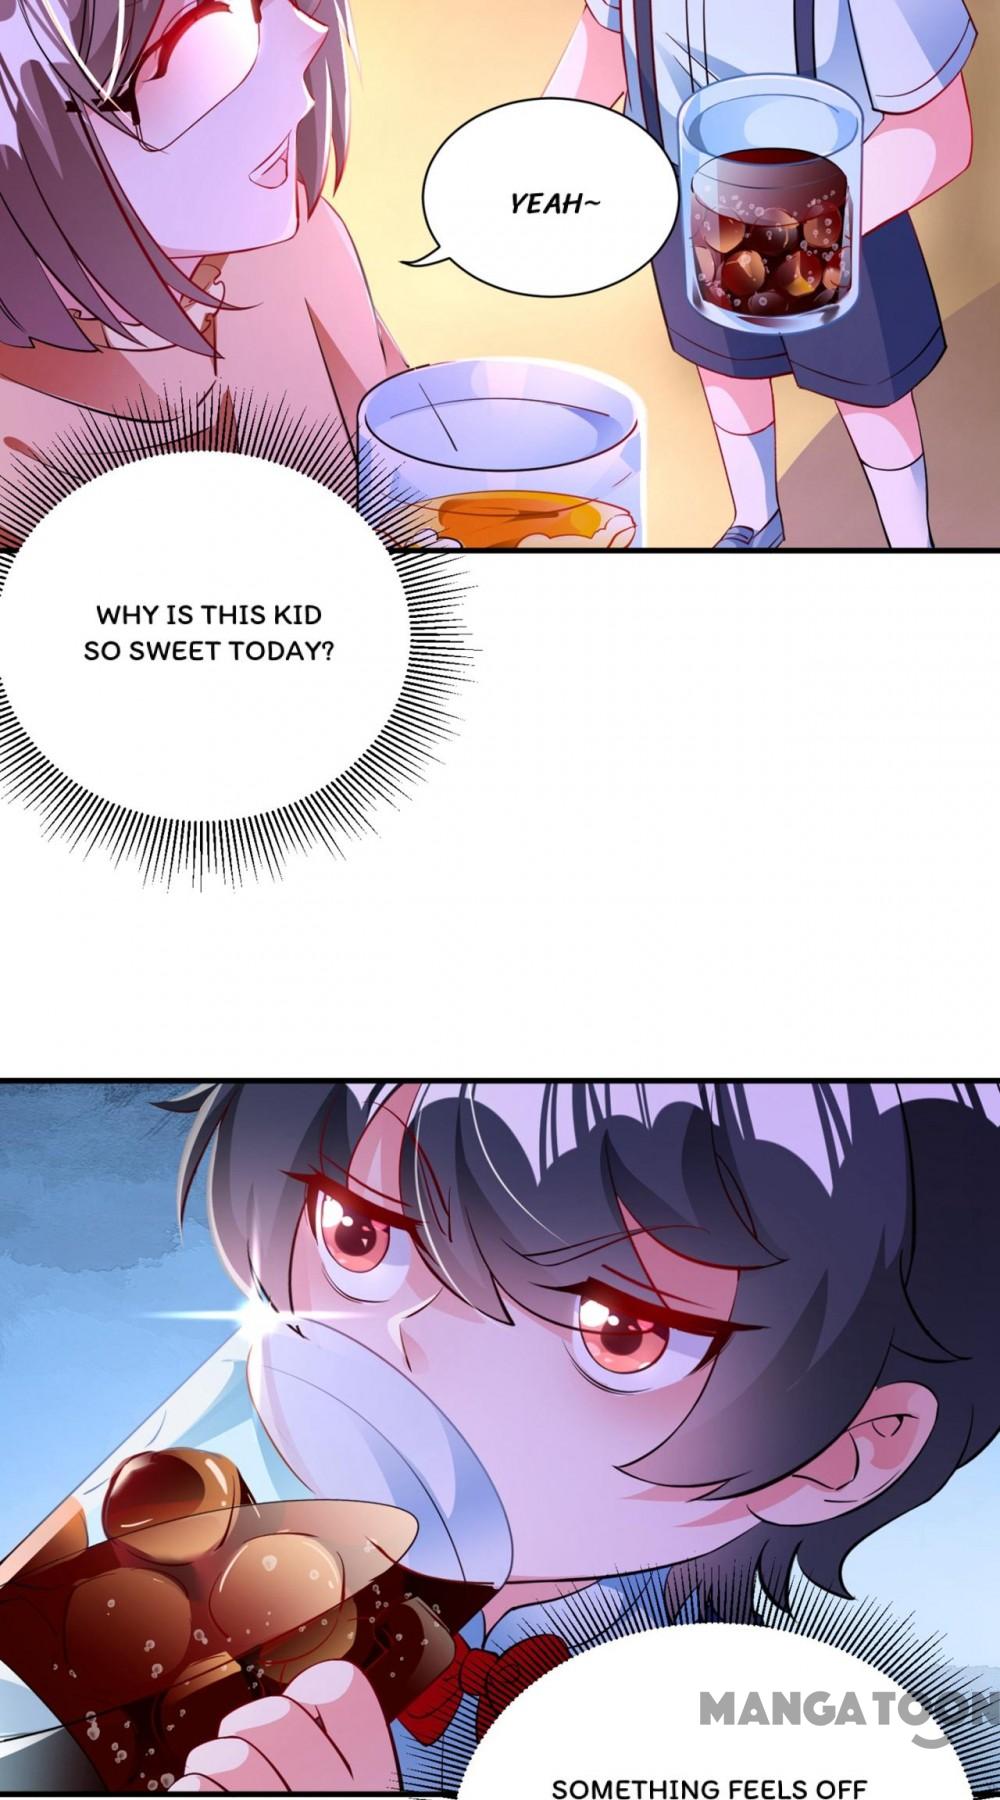 YEAH~
WHY IS THIS KID
SO SWEET TODAY?
MANGATOON
SOMETHING FEELS OFF